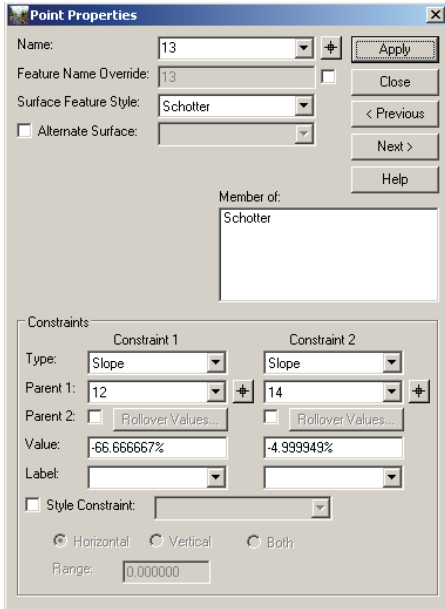 Point Properties
Name: 13 Apply
Feature Name Override: 13 Close
Surface Feature Style: Schotter < Previous
Alternate Surface: Next >
Help
Member of:
Schotter
Constraints
Constraint 1 Constraint 2
Type: Slope Slope
Parent 1: 12 14
Parent 2: Rollover Values... Rollover Values...
Value: -66.666667% -4.999949%
Label:
Style Constraint:
Horizontal Vertical Both
Range: 0.000000